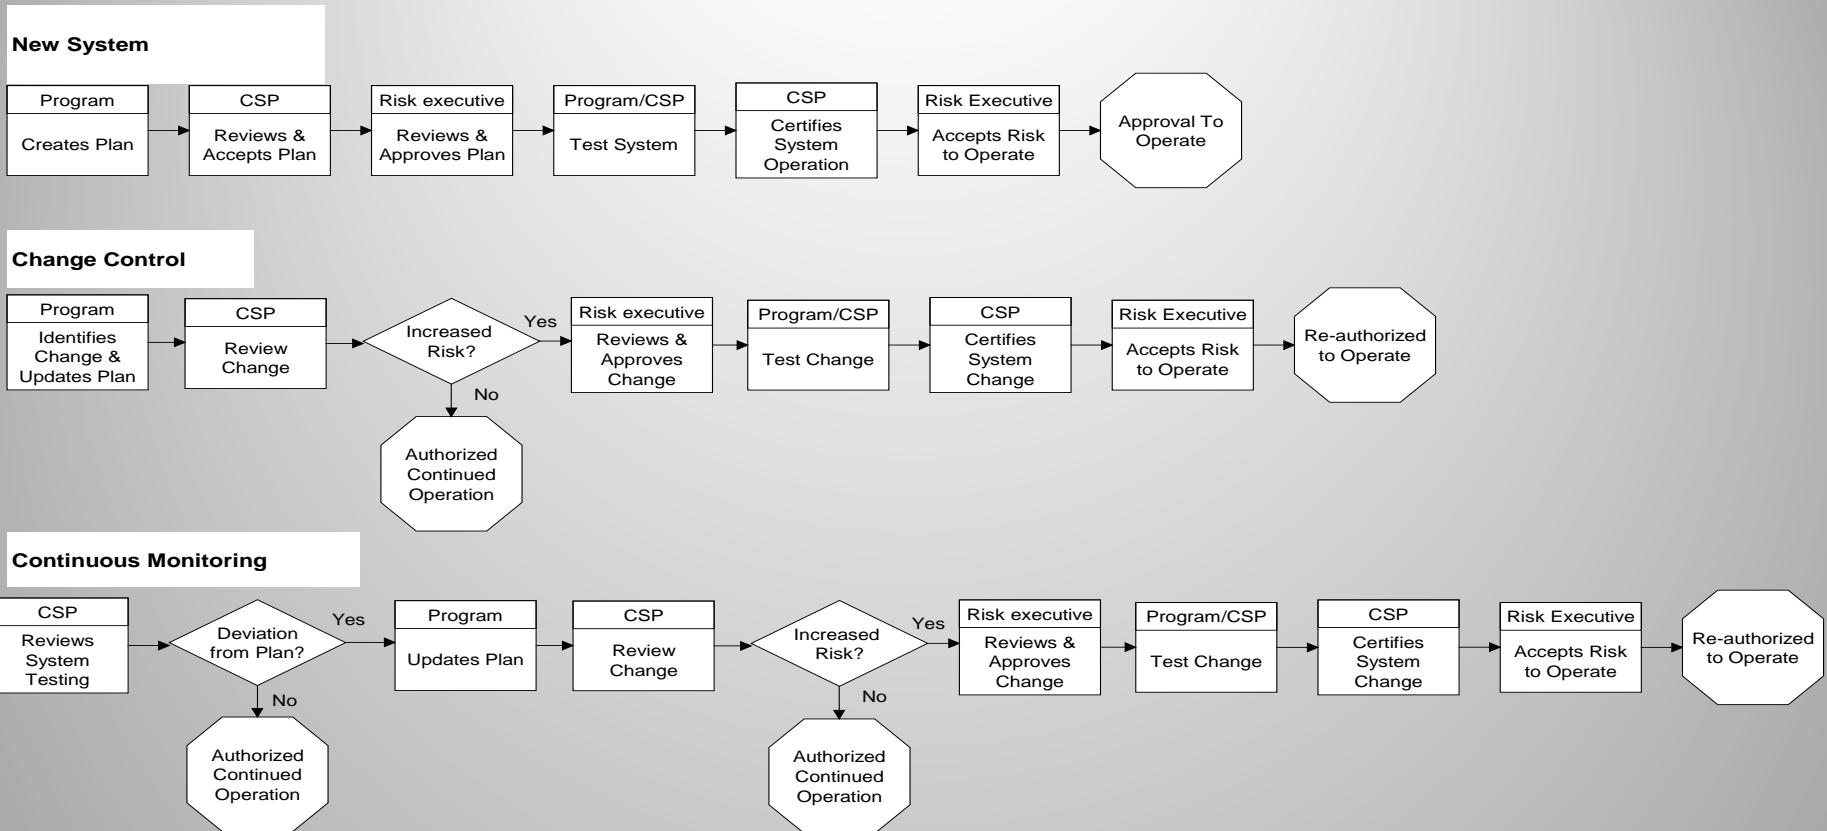 New System
Program
Creates Plan
CSP
Reviews &
Accepts Plan
Risk executive
Reviews &
Approves Plan
Program/CSP
Test System
CSP
Certifies
System
Operation
Risk Executive
Accepts Risk
to Operate
Approval To
Operate
Change Control
Program
Identifies
Change &
Updates Plan
CSP
Review
Change
Increased
Risk?
Yes
No
Authorized
Continued
Operation
Risk executive
Reviews &
Approves
Change
Program/CSP
Test Change
CSP
Certifies
System
Change
Risk Executive
Accepts Risk
to Operate
Re-authorized
to Operate
Continuous Monitoring
CSP
Reviews
System
Testing
Deviation
from Plan?
Yes
No
Authorized
Continued
Operation
Program
Updates Plan
CSP
Review
Change
Increased
Risk?
Yes
No
Authorized
Continued
Operation
Risk executive
Reviews &
Approves
Change
Program/CSP
Test Change
CSP
Certifies
System
Change
Risk Executive
Accepts Risk
to Operate
Re-authorized
to Operate